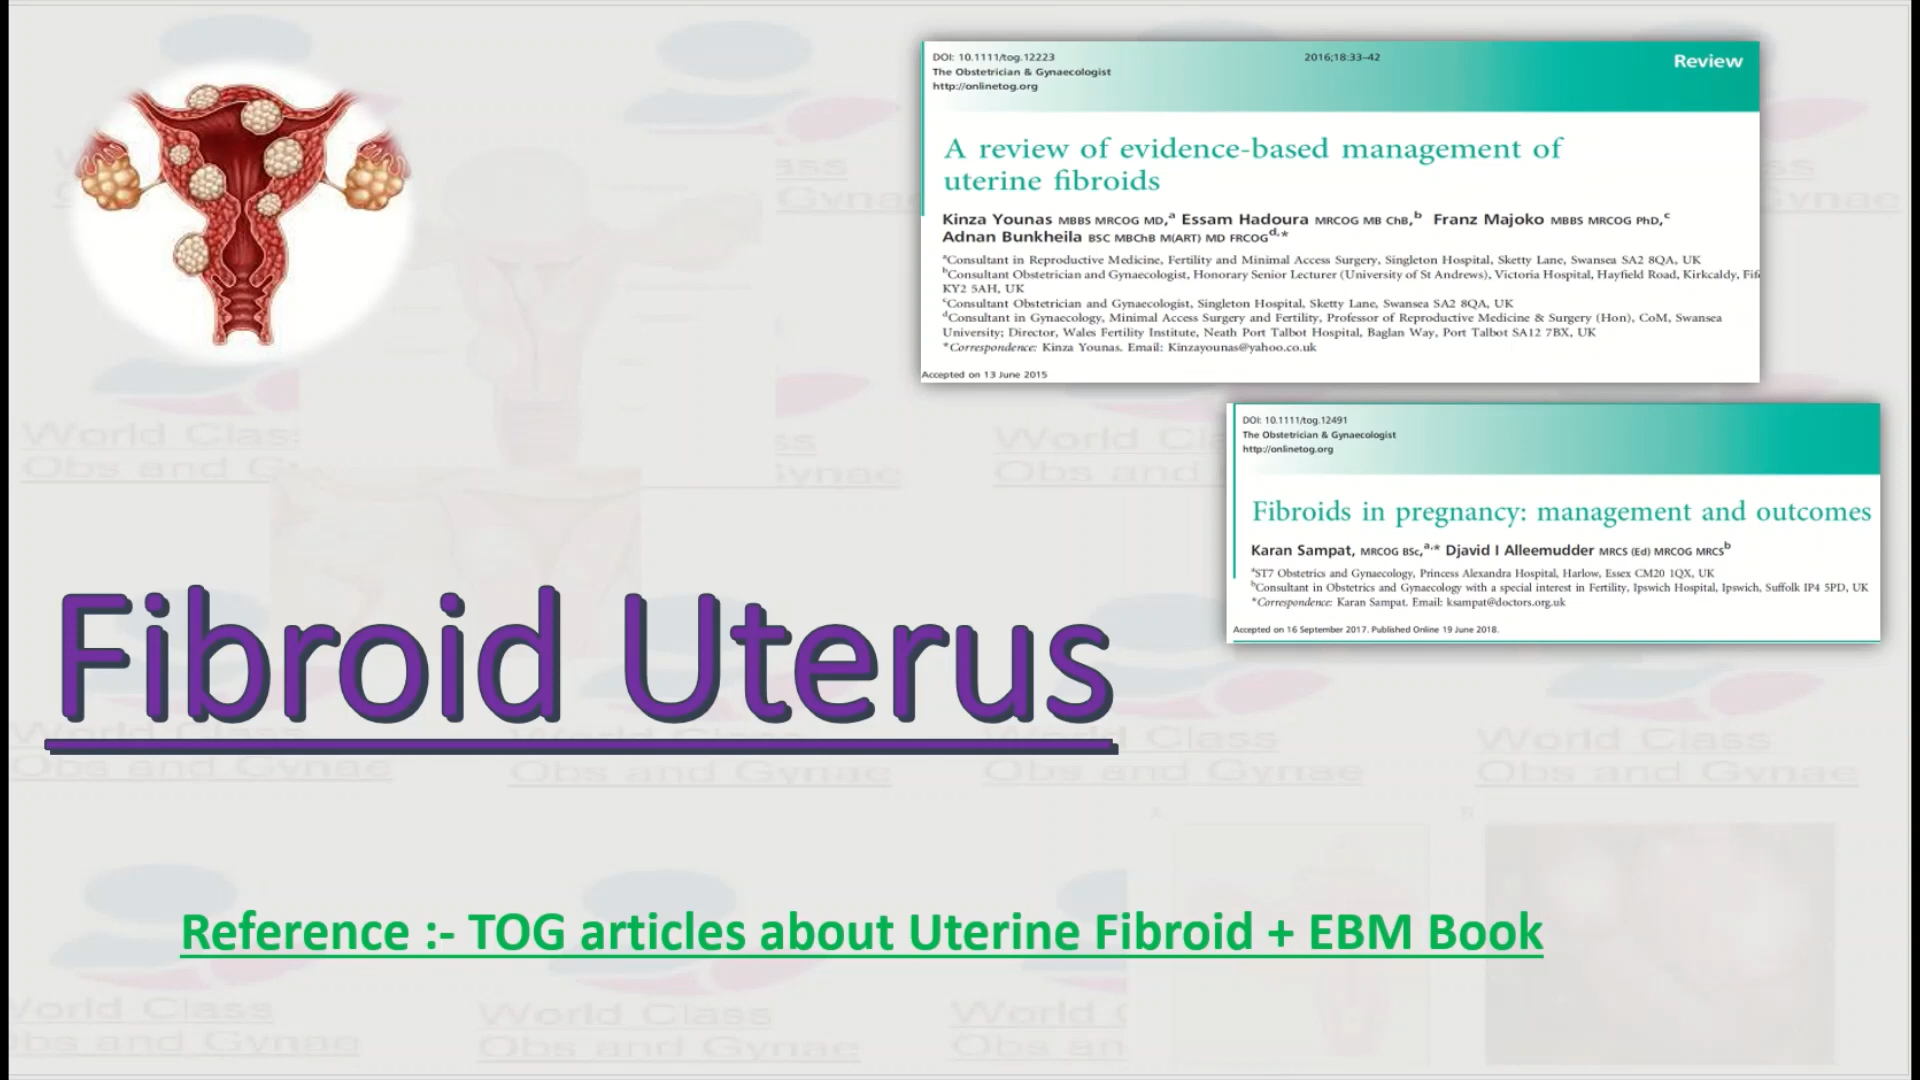 DOI: 10.1111/tog.12223
2016;18:33–42
Review
The Obstetrician & Gynaecologist
http://onlinetog.org
A review of evidence-based management of
uterine fibroids
Kinza Younas MBBS MRCOG MD,a Essam Hadoura MRCOG MB ChB,b Franz Majoko MBBS MRCOG PhD,c
Adnan Bunkheila BSC MBChB M(ART) MD FRCOGd,*
aConsultant in Reproductive Medicine, Fertility and Minimal Access Surgery, Singleton Hospital, Sketty Lane, Swansea SA2 8QA, UK
bConsultant Obstetrician and Gynaecologist, Honorary Senior Lecturer (University of St Andrews), Victoria Hospital, Hayfield Road, Kirkcaldy, Fif
KY2 5AH, UK
cConsultant Obstetrician and Gynaecologist, Singleton Hospital, Sketty Lane, Swansea SA2 8QA, UK
dConsultant in Gynaecology, Minimal Access Surgery and Fertility, Professor of Reproductive Medicine & Surgery (Hon), CoM, Swansea
University; Director, Wales Fertility Institute, Neath Port Talbot Hospital, Baglan Way, Port Talbot SA12 7BX, UK
*Correspondence: Kinza Younas. Email: Kinzayounas@yahoo.co.uk
Accepted on 13 June 2015
DOI: 10.1111/tog.12491
The Obstetrician & Gynaecologist
http://onlinetog.org
Fibroids in pregnancy: management and outcomes
Karan Sampat, MRCOG BSc,a,* Djavid I Alleemudder MRCS (Ed) MRCOG MRCSb
aST7 Obstetrics and Gynaecology, Princess Alexandra Hospital, Harlow, Essex CM20 1QX, UK
bConsultant in Obstetrics and Gynaecology with a special interest in Fertility, Ipswich Hospital, Ipswich, Suffolk IP4 5PD, UK
*Correspondence: Karan Sampat. Email: ksampat@doctors.org.uk
Accepted on 16 September 2017. Published Online 19 June 2018.
Fibroid Uterus
Reference :- TOG articles about Uterine Fibroid + EBM Book
World Class
Obs and Gynae